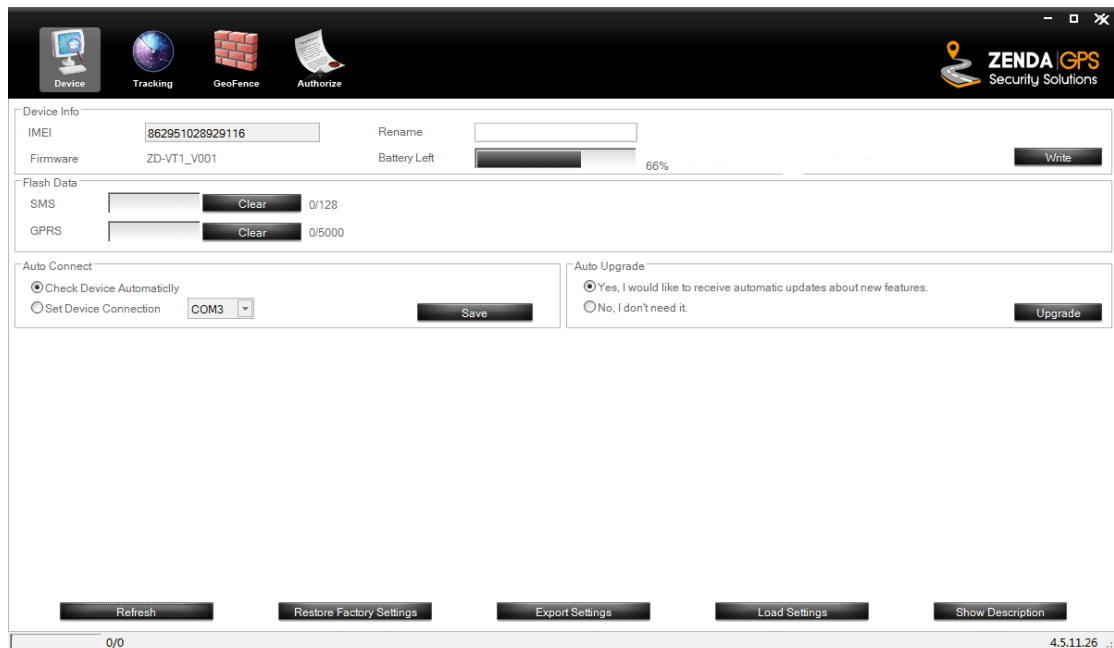 Device Tracking GeoFence Authorize
ZENDA GPS
Security Solutions
Device Info
IMEI 862951028929116 Rename
Firmware ZD-VT1_V001 Battery Left 66% Write
Flash Data
SMS Clear 0/128
GPRS Clear 0/5000
Auto Connect
Check Device Automaticlly
Set Device Connection COM3 Save
Auto Upgrade
Yes, I would like to receive automatic updates about new features.
No, I don't need it. Upgrade
Refresh Restore Factory Settings Export Settings Load Settings Show Description
0/0 4.5.11.26